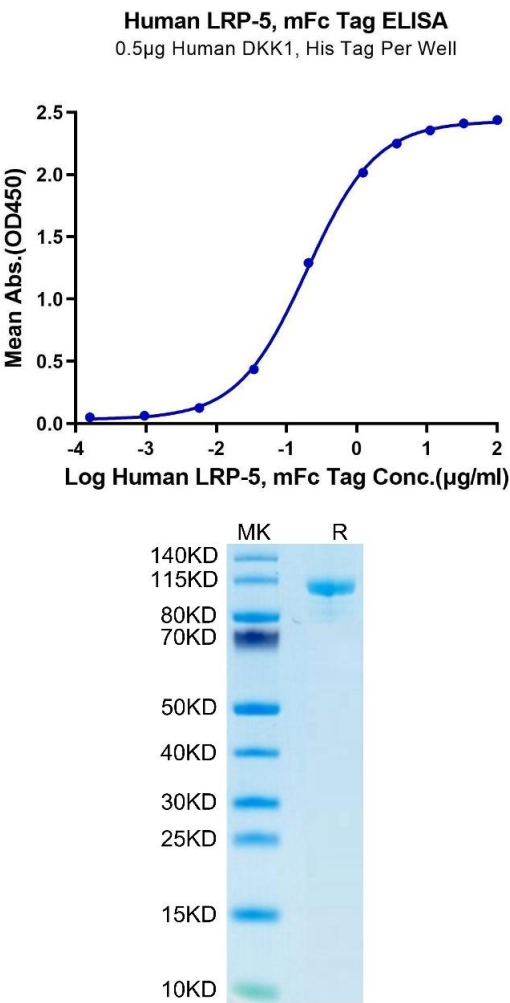 Human LRP-5, mFc Tag ELISA
0.5μg Human DKK1, His Tag Per Well
Mean Abs.(OD450)
2.5
2.0
1.5
1.0
0.5
0.0
-4 -3 -2 -1 0 1 2
Log Human LRP-5, mFc Tag Conc.(μg/ml)
MK R
140KD
115KD
80KD
70KD
50KD
40KD
30KD
25KD
15KD
10KD